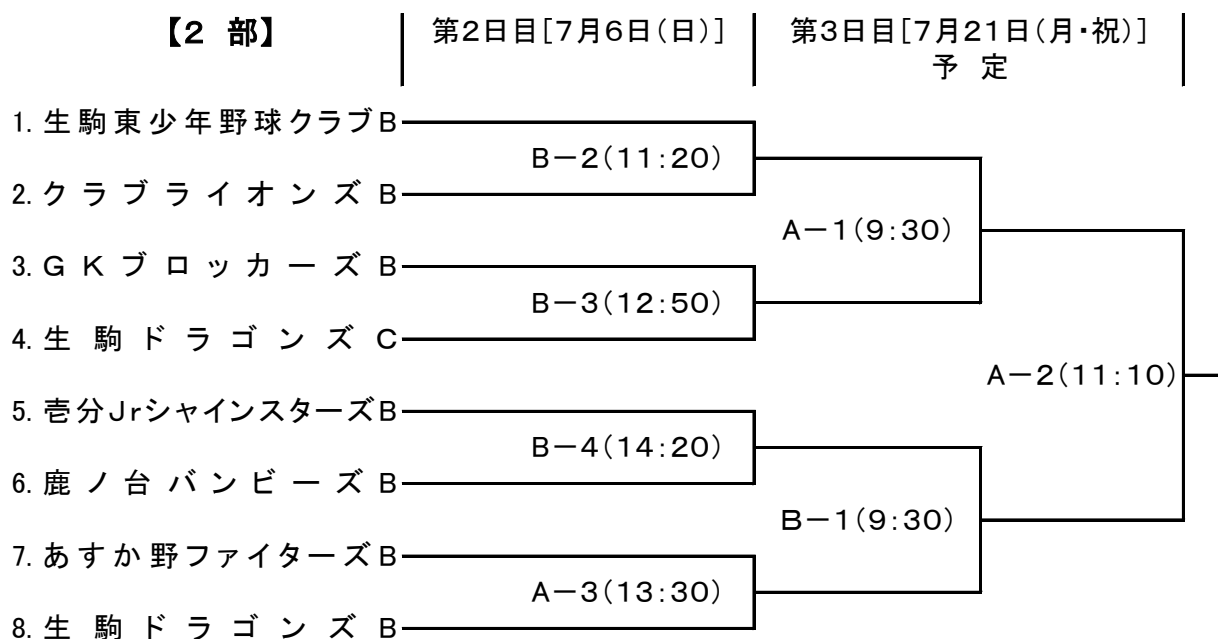 【2 部】
第2日目[7月6日(日)]
第3日目[7月21日(月・祝)]
予 定
1. 生駒東少年野球クラブB
B－2(11:20)
2. クラブライオンズ B
A－1(9:30)
3. GKブロッカーズ B
B－3(12:50)
4. 生駒ドラゴンズ C
A－2(11:10)
5. 壱分Jrシャインスターズ B
B－4(14:20)
6. 鹿ノ台バンビーズ B
B－1(9:30)
7. あすか野ファイターズ B
A－3(13:30)
8. 生駒ドラゴンズ B